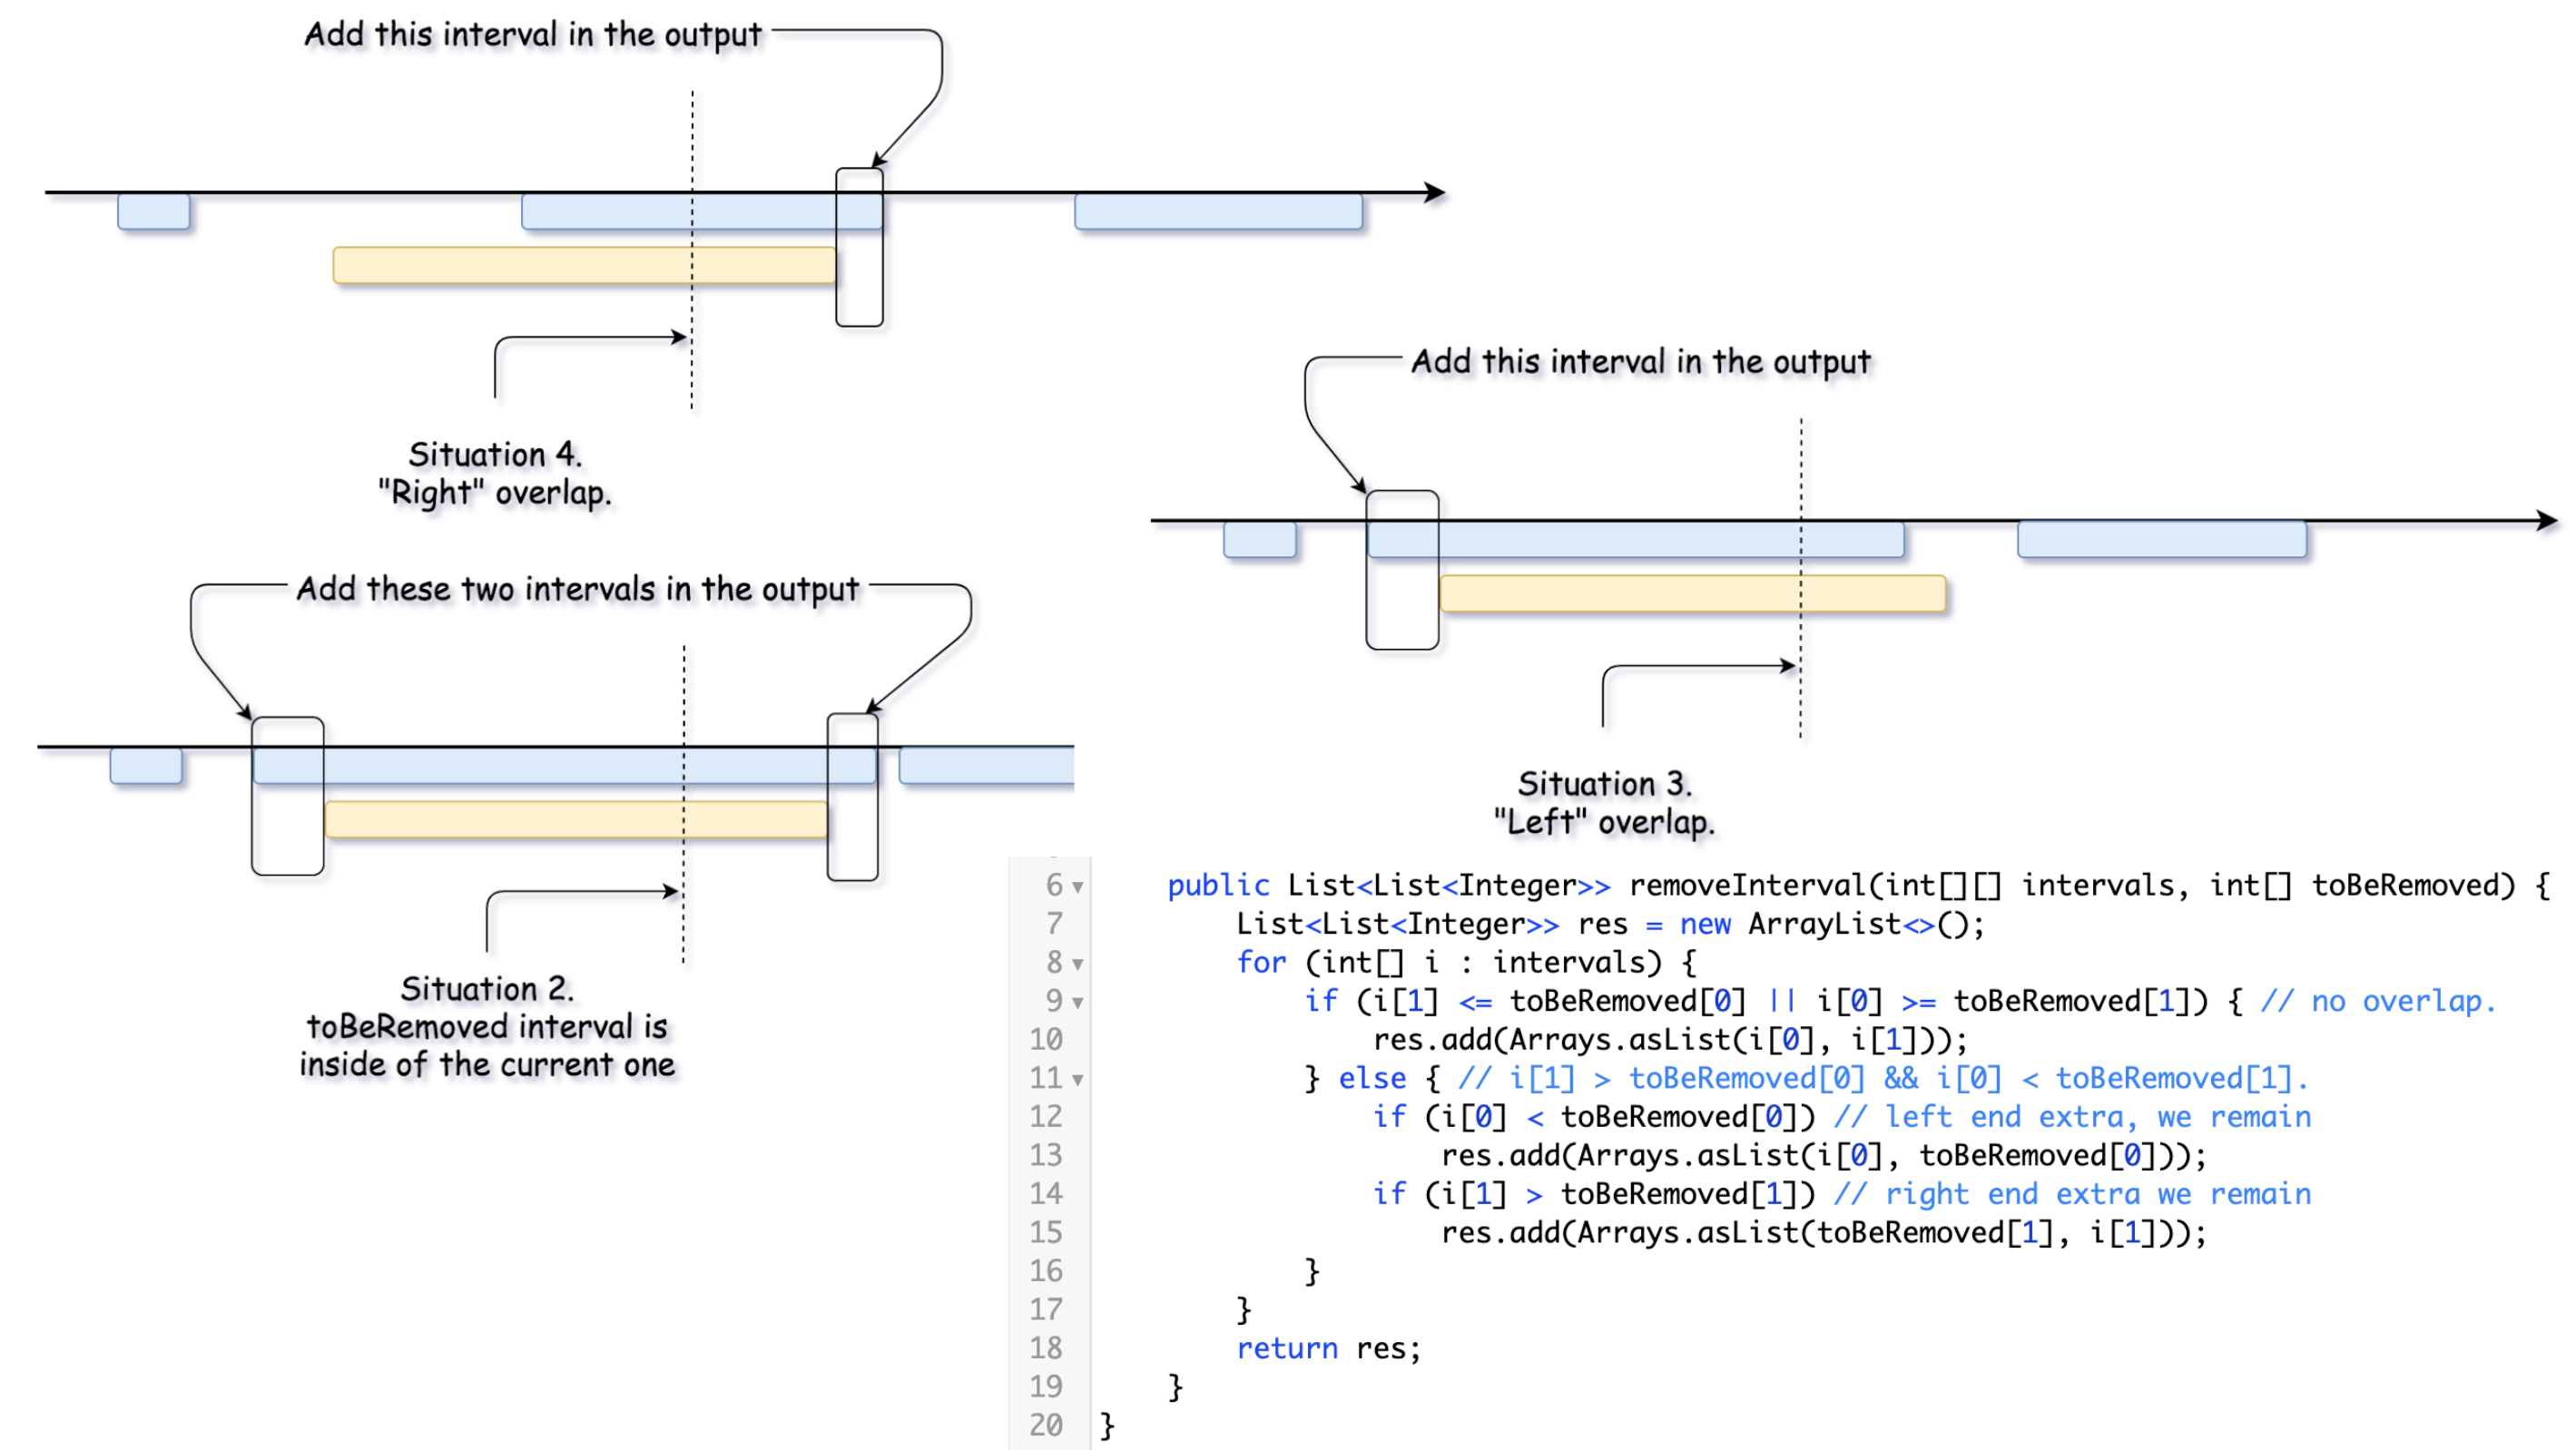 Add this interval in the output
Situation 4.
"Right" overlap.
Add this interval in the output
Situation 3.
"Left" overlap.
Add these two intervals in the output
Situation 2.
toBeRemoved interval is
inside of the current one
6 public List<List<Integer>> removeInterval(int[][] intervals, int[] toBeRemoved) {
7 List<List<Integer>> res = new ArrayList<>();
8 for (int[] i : intervals) {
9 if (i[1] <= toBeRemoved[0] || i[0] >= toBeRemoved[1]) { // no overlap.
10 res.add(Arrays.asList(i[0], i[1]));
11 } else { // i[1] > toBeRemoved[0] && i[0] < toBeRemoved[1].
12 if (i[0] < toBeRemoved[0]) // left end extra, we remain
13 res.add(Arrays.asList(i[0], toBeRemoved[0]));
14 if (i[1] > toBeRemoved[1]) // right end extra we remain
15 res.add(Arrays.asList(toBeRemoved[1], i[1]));
16 }
17 }
18 return res;
19 }
20 }